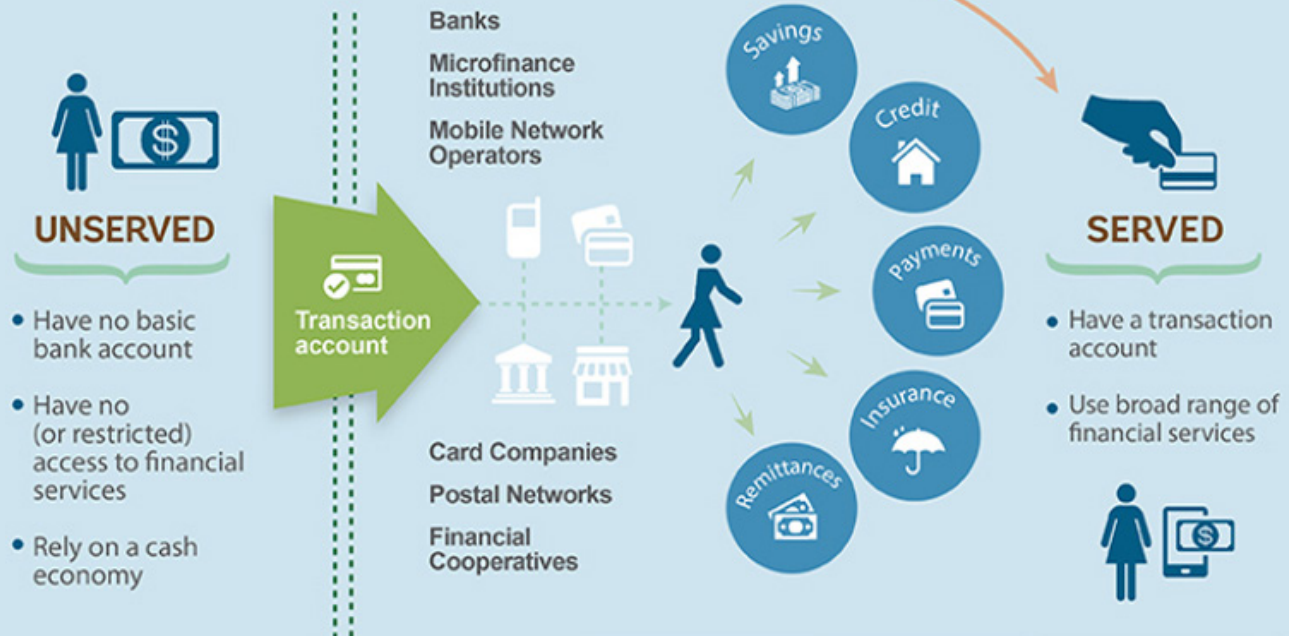 UNSERVED
• Have no basic
bank account
• Have no
(or restricted)
access to financial
services
• Rely on a cash
economy
Transaction
account
Banks
Microfinance
Institutions
Mobile Network
Operators
Card Companies
Postal Networks
Financial
Cooperatives
Savings
Credit
Payments
Insurance
Remittances
SERVED
• Have a transaction
account
• Use broad range of
financial services